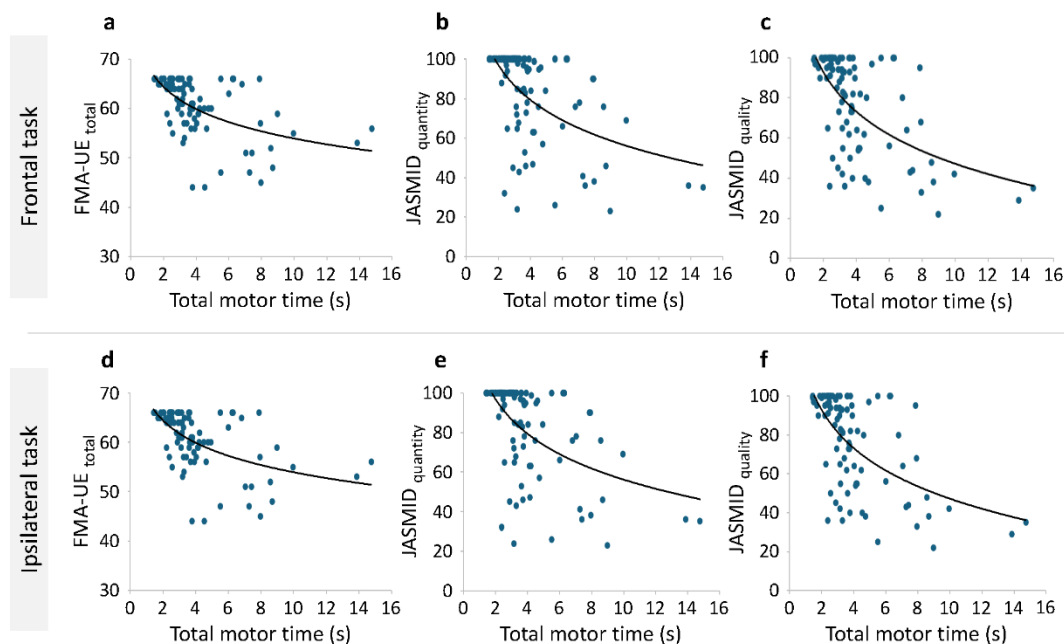 Frontal task
a
FMA-UE total
70
60
50
40
30
0 2 4 6 8 10 12 14 16
Total motor time (s)
b
JASMID quantity
100
80
60
40
20
0
0 2 4 6 8 10 12 14 16
Total motor time (s)
c
JASMID quality
100
80
60
40
20
0
0 2 4 6 8 10 12 14 16
Total motor time (s)
Ipsilateral task
d
FMA-UE total
70
60
50
40
30
0 2 4 6 8 10 12 14 16
Total motor time (s)
e
JASMID quantity
100
80
60
40
20
0
0 2 4 6 8 10 12 14 16
Total motor time (s)
f
JASMID quality
100
80
60
40
20
0
0 2 4 6 8 10 12 14 16
Total motor time (s)